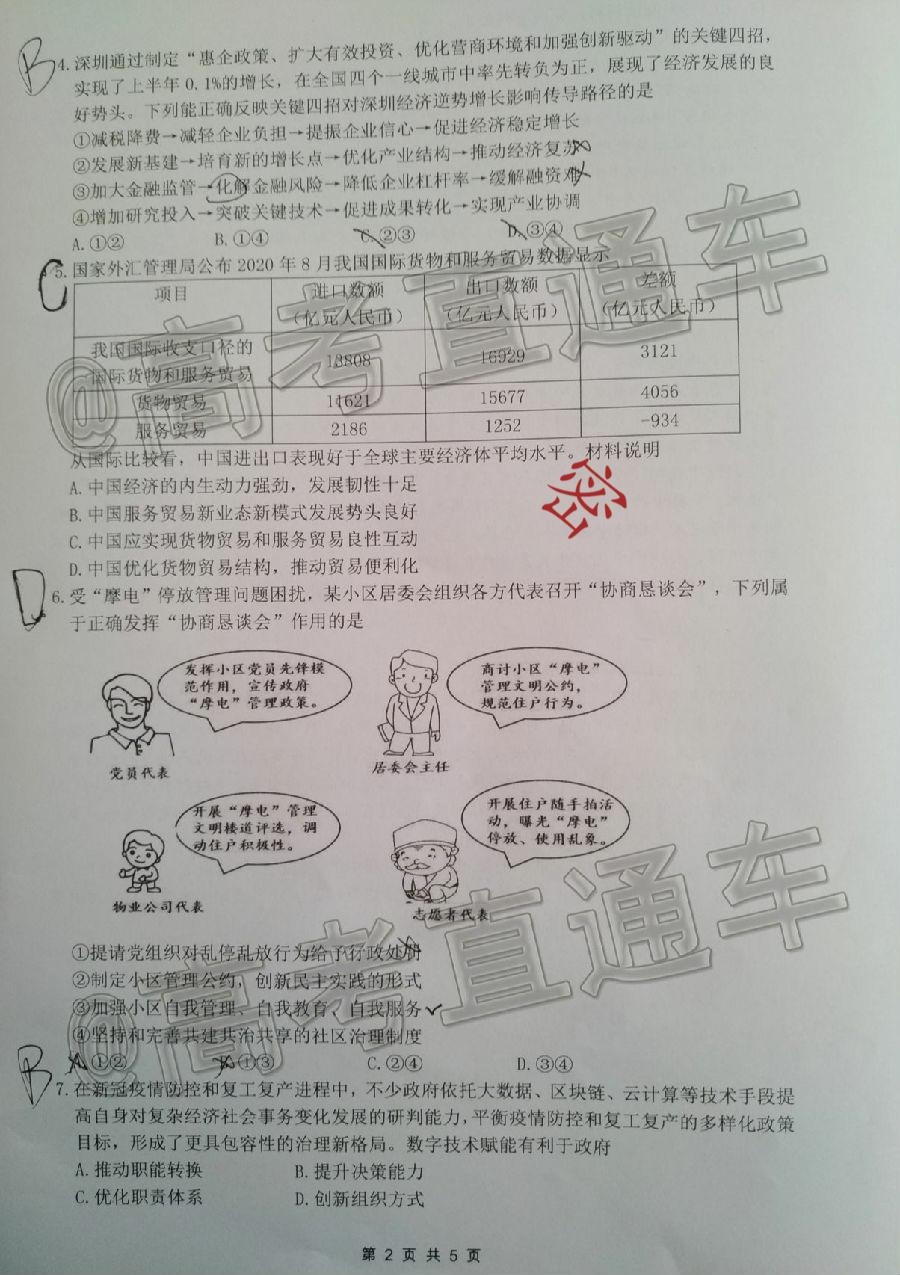 B
4.深圳通过制定“惠企政策、扩大有效投资、优化营商环境和加强创新驱动”的关键四招，
实现了上半年 0.1%的增长，在全国四个一线城市中率先转负为正，展现了经济发展的良
好势头。下列能正确反映关键四招对深圳经济逆势增长影响传导路径的是
①减税降费→减轻企业负担→提振企业信心→促进经济稳定增长
②发展新基建→培育新的增长点→优化产业结构→推动经济复苏
③加大金融监管→化解金融风险→降低企业杠杆率→缓解融资难
④增加研究投入→突破关键技术→促进成果转化→实现产业协调
A.①② B.①④ C.②③ D.③④
C
5.国家外汇管理局公布 2020 年 8 月我国国际货物和服务贸易数据显示
项目 进口数额 出口数额 差额
（亿元人民币） （亿元人民币） （亿元人民币）
我国国际收支口径的
国际货物和服务贸易 13808 16929 3121
货物贸易 11621 15677 4056
服务贸易 2186 1252 -934
从国际比较看，中国进出口表现好于全球主要经济体平均水平。材料说明
A.中国经济的内生动力强劲，发展韧性十足
B.中国服务贸易新业态新模式发展势头良好
C.中国应实现货物贸易和服务贸易良性互动
D.中国优化货物贸易结构，推动贸易便利化
密
D
6.受“摩电”停放管理问题困扰，某小区居委会组织各方代表召开“协商恳谈会”，下列属
于正确发挥“协商恳谈会”作用的是
发挥小区党员先锋模
范作用，宣传政府
“摩电”管理政策。
党员代表
商讨小区“摩电”
管理文明公约，
规范住户行为。
居委会主任
开展“摩电”管理
文明楼道评选，调
动住户积极性。
物业公司代表
开展住户随手拍活
动，曝光“摩电”
停放、使用乱象。
志愿者代表
①提请党组织对乱停乱放行为给予行政处罚
②制定小区管理公约，创新民主实践的形式
③加强小区自我管理、自我教育、自我服务
④坚持和完善共建共治共享的社区治理制度
A.①② B.①③ C.②④ D.③④
B
7.在新冠疫情防控和复工复产进程中，不少政府依托大数据、区块链、云计算等技术手段提
高自身对复杂经济社会事务变化发展的研判能力，平衡疫情防控和复工复产的多样化政策
目标，形成了更具包容性的治理新格局。数字技术赋能有利于政府
A.推动职能转换 B.提升决策能力
C.优化职责体系 D.创新组织方式
第 2 页 共 5 页
@高考直通车
@高考直通车